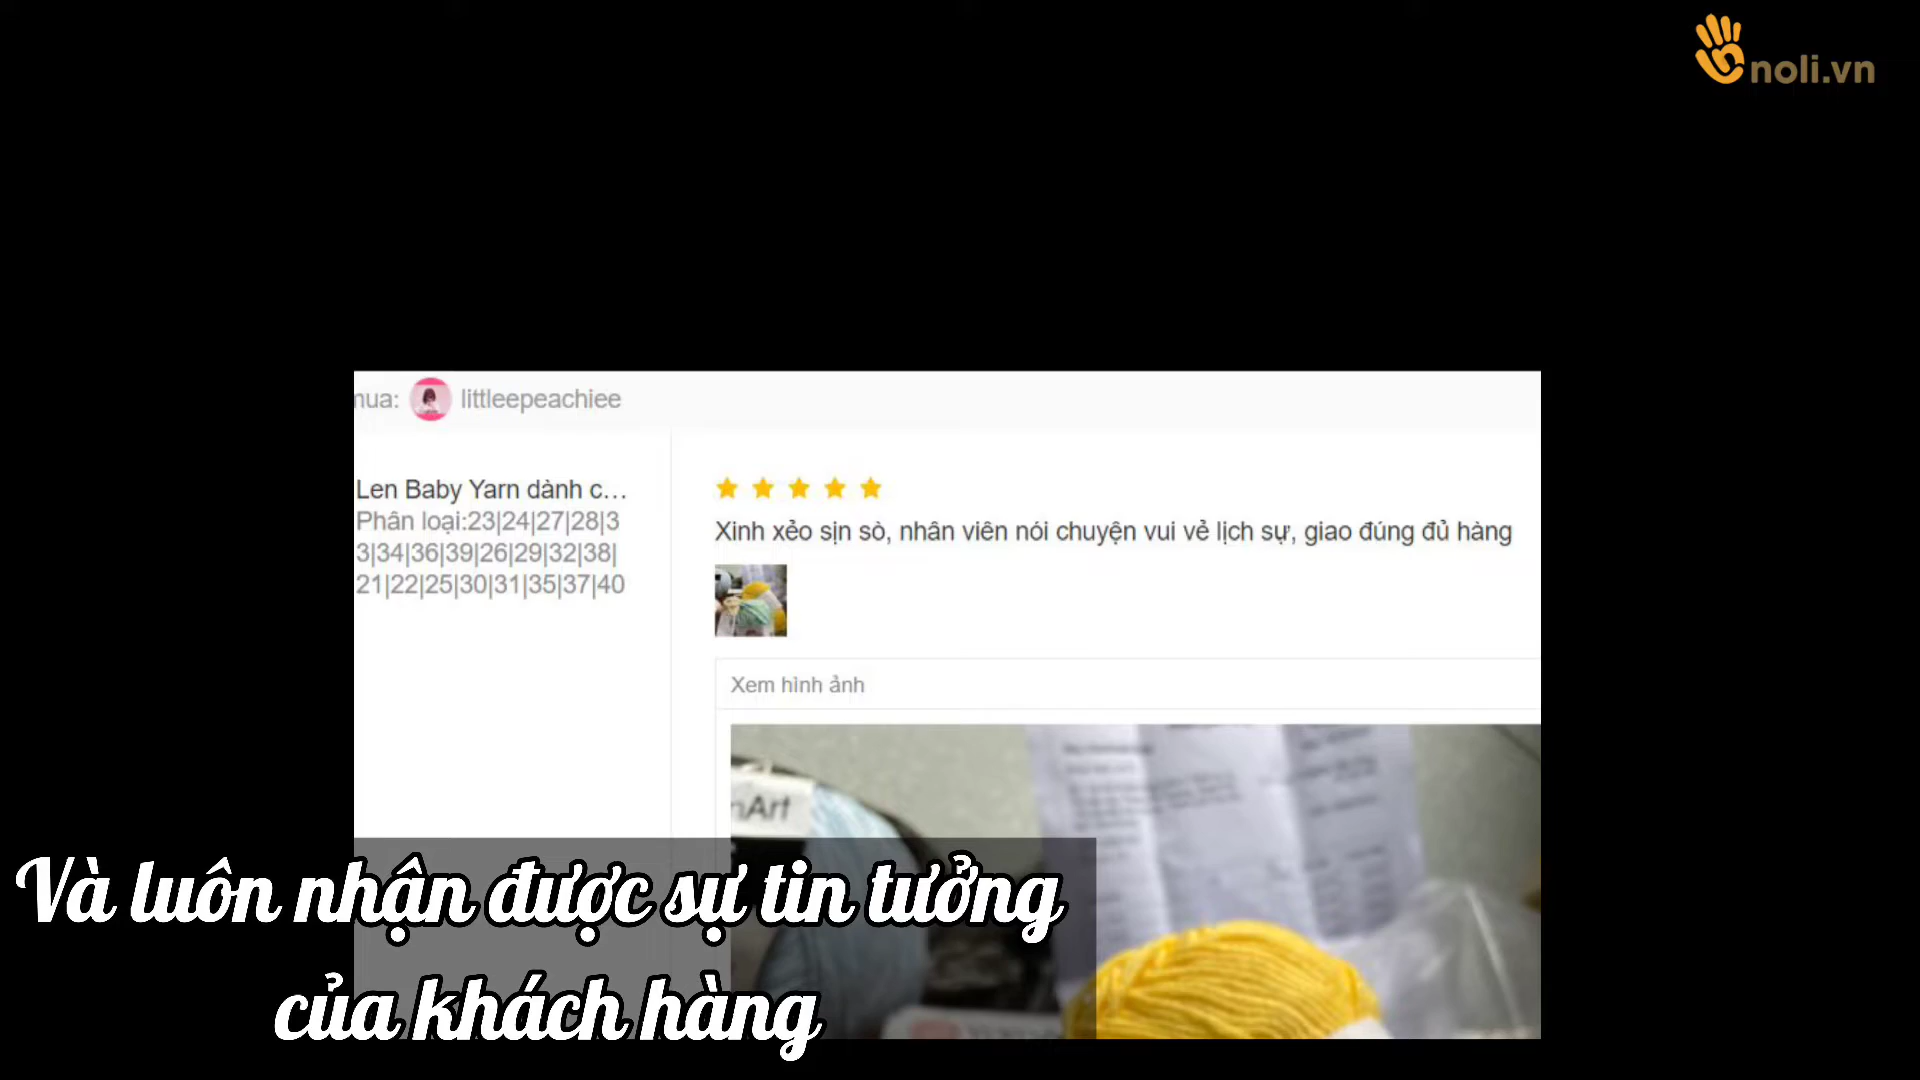 noli.vn
mua: littleepeachiee
Len Baby Yarn dành c...
Phân loại:23|24|27|28|3
3|34|36|39|26|29|32|38|
21|22|25|30|31|35|37|40
Xinh xẻo sịn sò, nhân viên nói chuyện vui vẻ lịch sự, giao đúng đủ hàng
Xem hình ảnh
nArt
Và luôn nhận được sự tin tưởng
của khách hàng